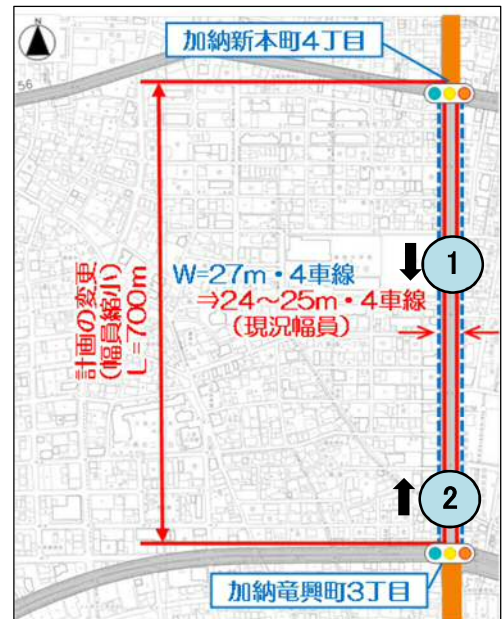 加納新本町4丁目
56
計画の変更
(幅員縮小)
L=700m
W=27m・4車線
⇒24～25m・4車線
(現況幅員)
1
2
加納竜興町3丁目